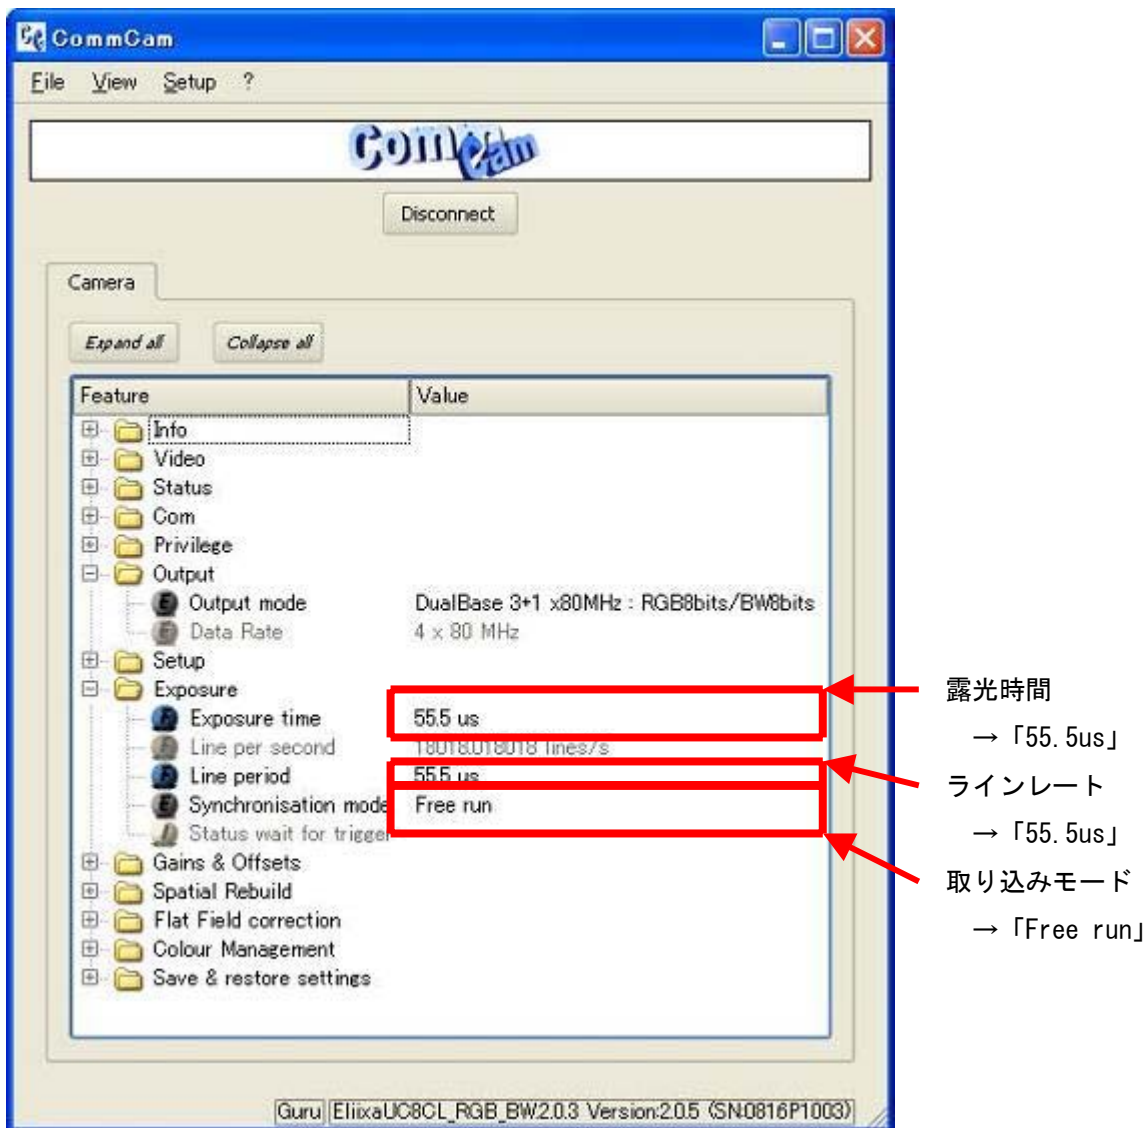 CommCam
File View Setup ?
CommCam
Disconnect
Camera
Expand all Collapse all
Feature Value
Info
Video
Status
Com
Privilege
Output
Output mode DualBase 3+1 x80MHz : RGB8bits/BW8bits
Data Rate 4 x 80 MHz
Setup
Exposure
Exposure time 55.5 us
Line per second 18018.018018 lines/s
Line period 55.5 us
Synchronisation mode Free run
Status wait for trigger
Gains & Offsets
Spatial Rebuild
Flat Field correction
Colour Management
Save & restore settings
Guru EliixaUC8CL_RGB_BW.2.0.3 Version:2.0.5 (SN:0816P1003)
露光時間
→「55.5us」
ラインレート
→「55.5us」
取り込みモード
→「Free run」